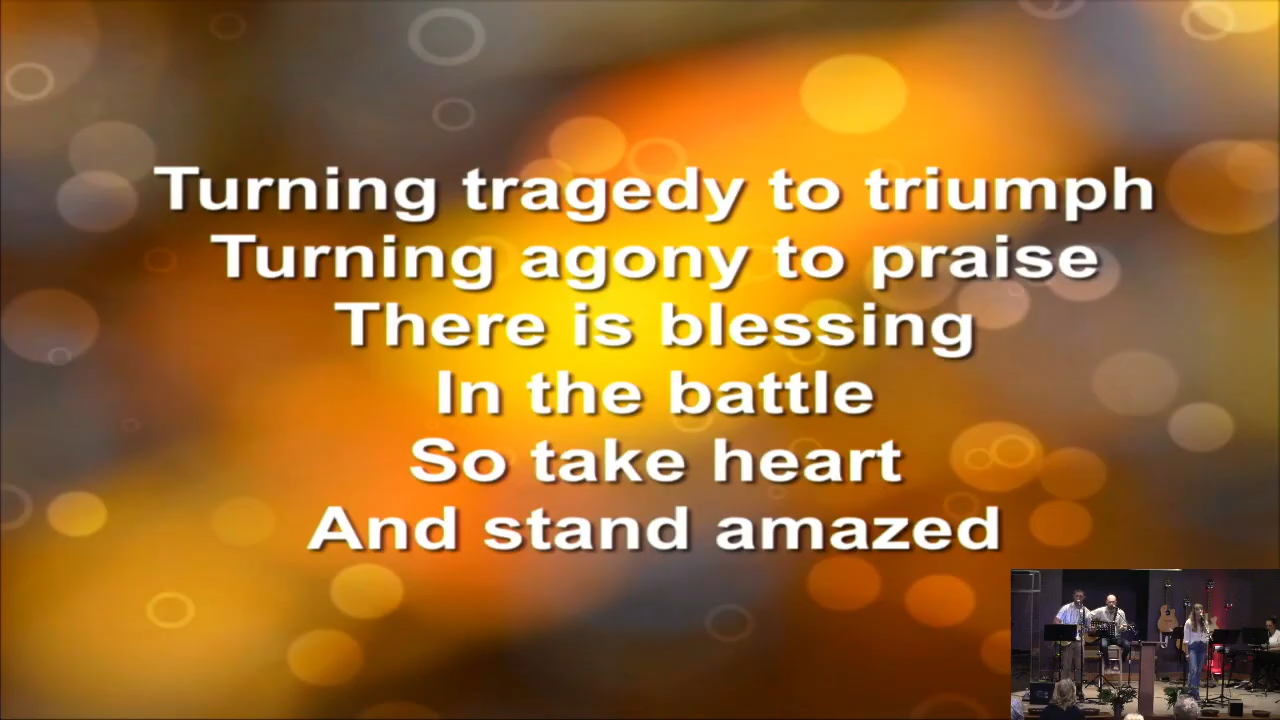 Turning tragedy to triumph
Turning agony to praise
There is blessing
In the battle
So take heart
And stand amazed